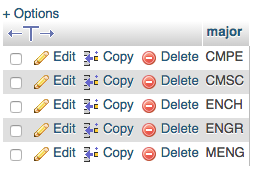 + Options
major
Edit Copy Delete CMPE
Edit Copy Delete CMSC
Edit Copy Delete ENCH
Edit Copy Delete ENGR
Edit Copy Delete MENG